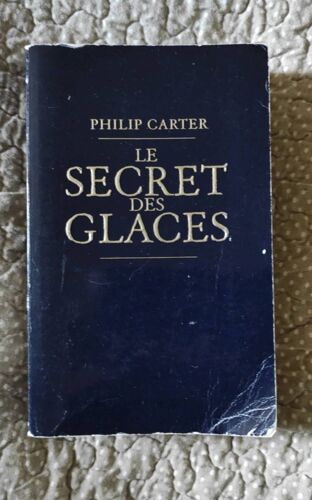 PHILIP CARTER
LE
SECRET
DES
GLACES